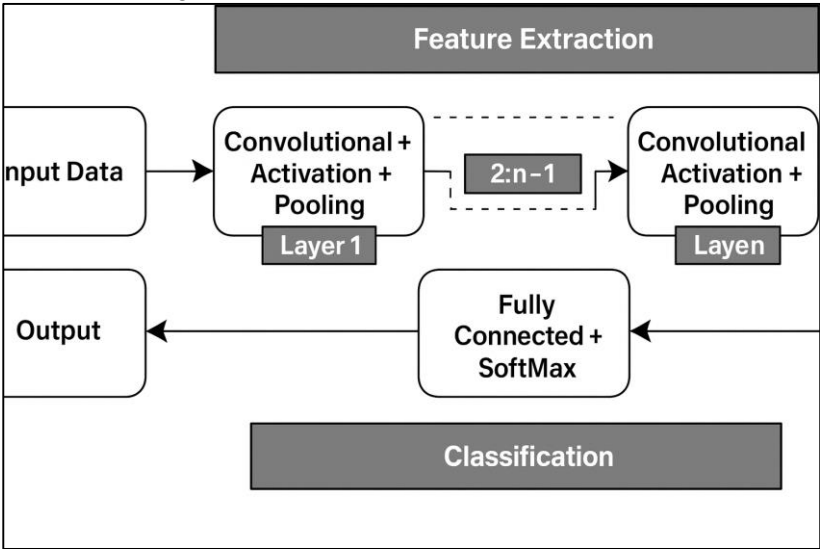 Feature Extraction
nput Data
Convolutional +
Activation +
Pooling
Layer 1
2:n-1
Convolutional
Activation +
Pooling
Layen
Output
Fully
Connected +
SoftMax
Classification